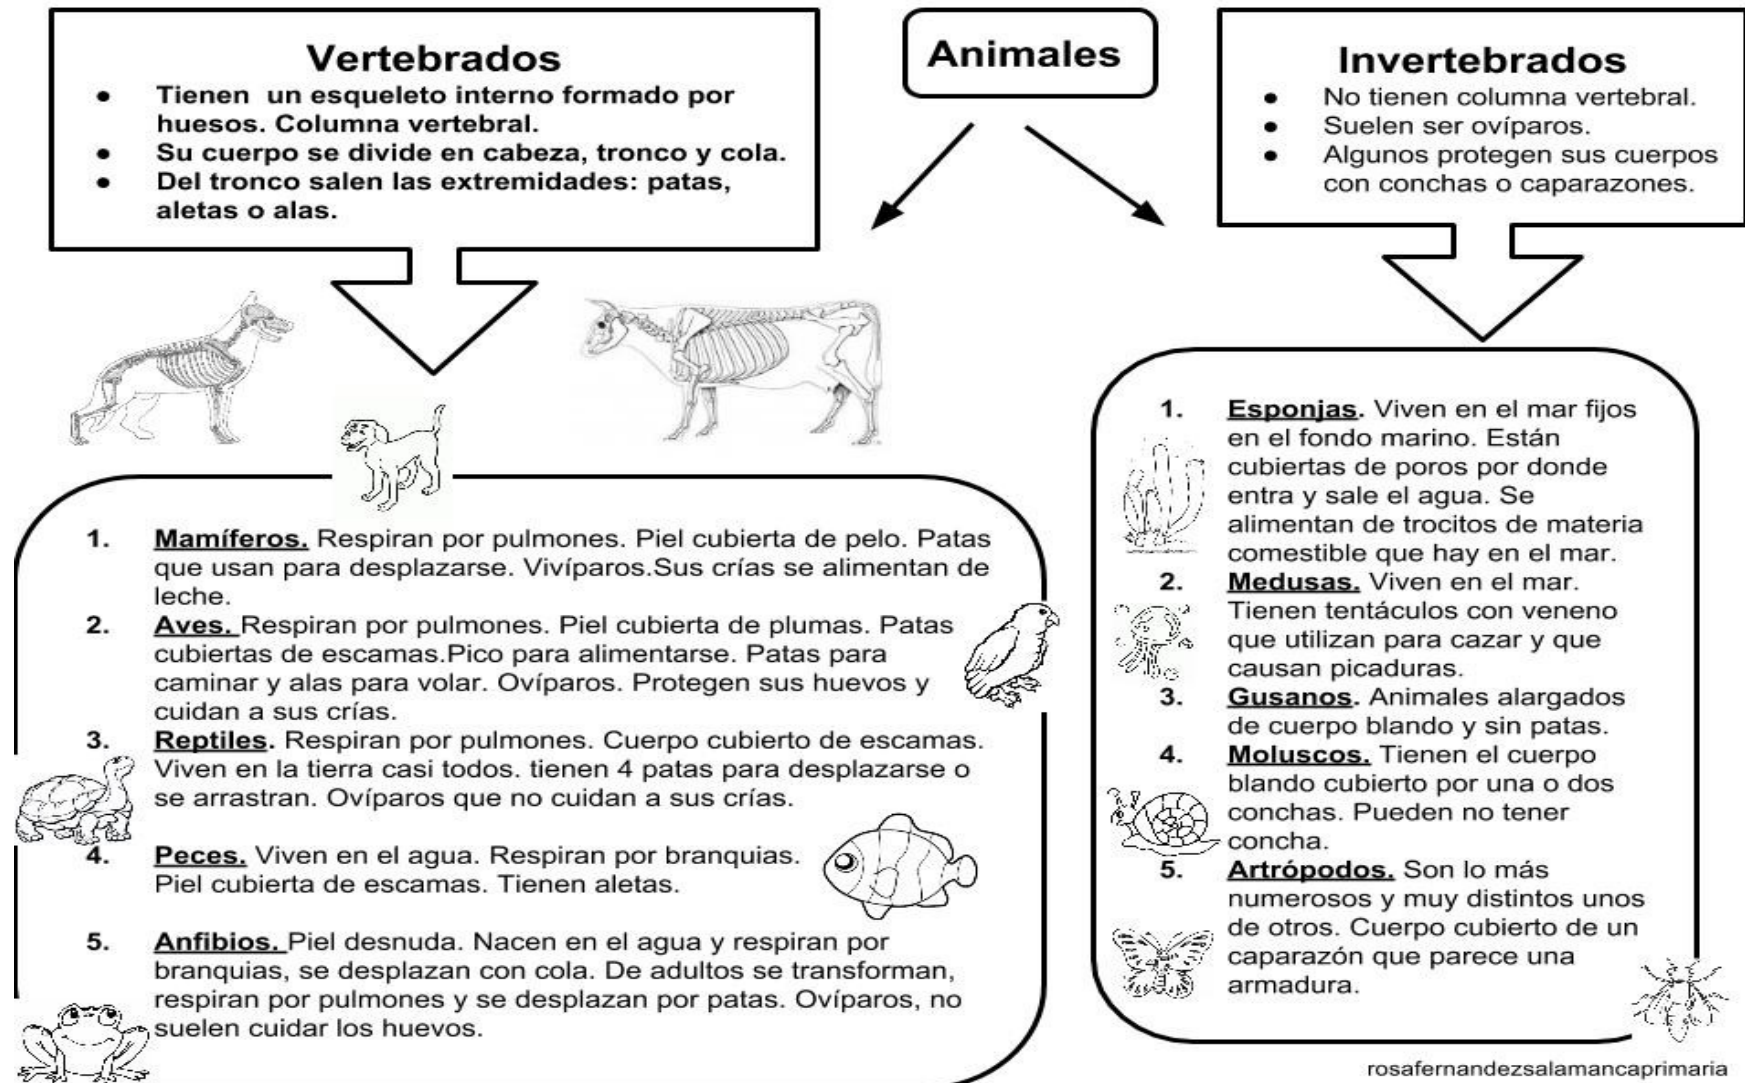 Animales
Vertebrados
● Tienen un esqueleto interno formado por
huesos. Columna vertebral.
● Su cuerpo se divide en cabeza, tronco y cola.
● Del tronco salen las extremidades: patas,
aletas o alas.
1. Mamíferos. Respiran por pulmones. Piel cubierta de pelo. Patas
que usan para desplazarse. Vivíparos.Sus crías se alimentan de
leche.
2. Aves. Respiran por pulmones. Piel cubierta de plumas. Patas
cubiertas de escamas.Pico para alimentarse. Patas para
caminar y alas para volar. Ovíparos. Protegen sus huevos y
cuidan a sus crías.
3. Reptiles. Respiran por pulmones. Cuerpo cubierto de escamas.
Viven en la tierra casi todos. tienen 4 patas para desplazarse o
se arrastran. Ovíparos que no cuidan a sus crías.
4. Peces. Viven en el agua. Respiran por branquias.
Piel cubierta de escamas. Tienen aletas.
5. Anfibios. Piel desnuda. Nacen en el agua y respiran por
branquias, se desplazan con cola. De adultos se transforman,
respiran por pulmones y se desplazan por patas. Ovíparos, no
suelen cuidar los huevos.
Invertebrados
● No tienen columna vertebral.
● Suelen ser ovíparos.
● Algunos protegen sus cuerpos
con conchas o caparazones.
1. Esponjas. Viven en el mar fijos
en el fondo marino. Están
cubiertas de poros por donde
entra y sale el agua. Se
alimentan de trocitos de materia
comestible que hay en el mar.
2. Medusas. Viven en el mar.
Tienen tentáculos con veneno
que utilizan para cazar y que
causan picaduras.
3. Gusanos. Animales alargados
de cuerpo blando y sin patas.
4. Moluscos. Tienen el cuerpo
blando cubierto por una o dos
conchas. Pueden no tener
concha.
5. Artrópodos. Son lo más
numerosos y muy distintos unos
de otros. Cuerpo cubierto de un
caparazón que parece una
armadura.
rosafernandezsalamancaprimaria